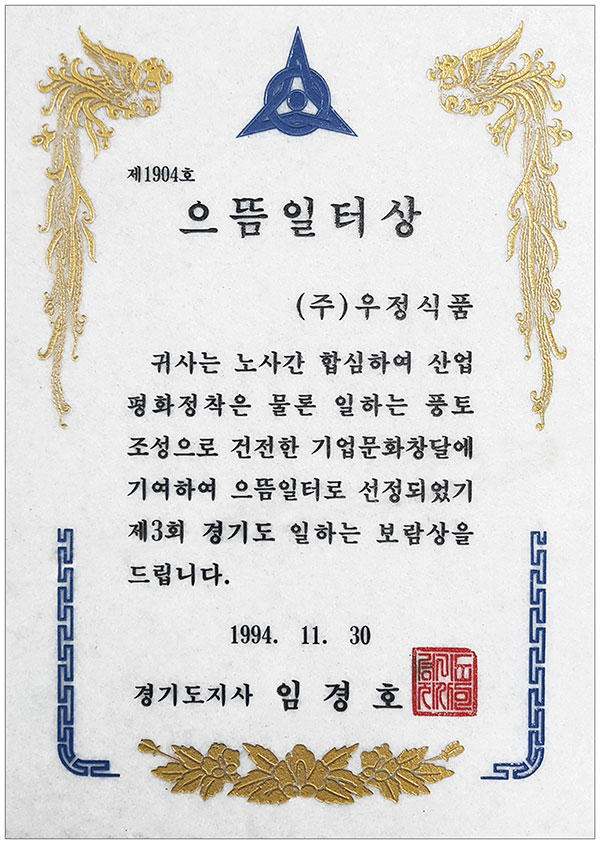 제1904호
으뜸일터상
(주)우정식품
귀사는 노사간 합심하여 산업
평화정착은 물론 일하는 풍토
조성으로 건전한 기업문화창달에
기여하여 으뜸일터로 선정되었기
제3회 경기도 일하는 보람상을
드립니다.
1994. 11. 30
경기도지사 임경호